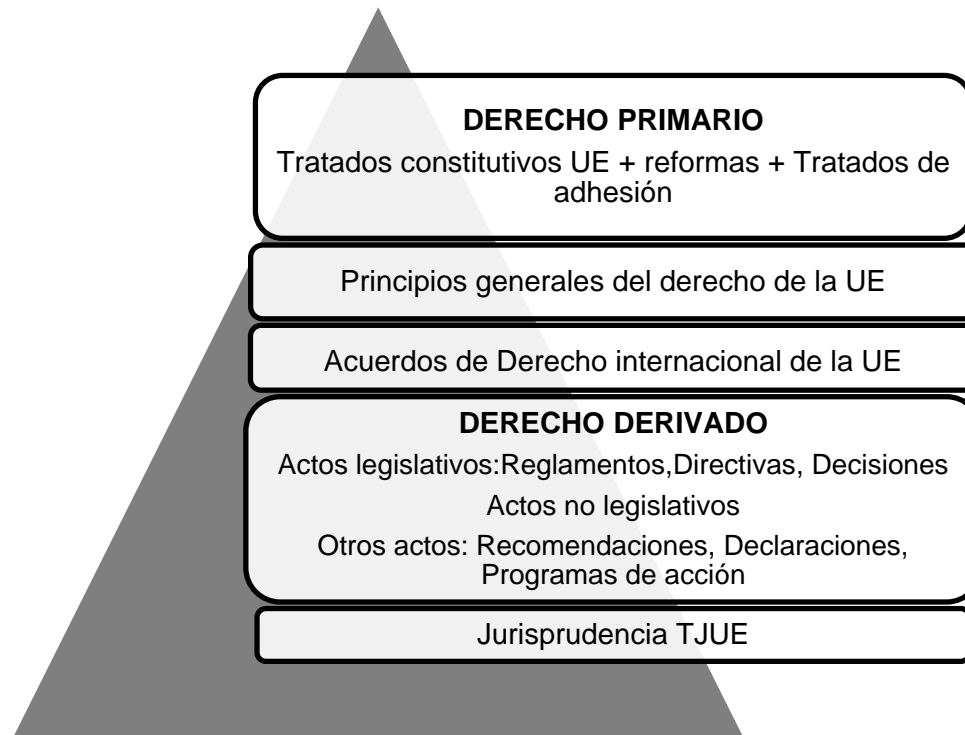 DERECHO PRIMARIO
Tratados constitutivos UE + reformas + Tratados de
adhesión
Principios generales del derecho de la UE
Acuerdos de Derecho internacional de la UE
DERECHO DERIVADO
Actos legislativos:Reglamentos,Directivas, Decisiones
Actos no legislativos
Otros actos: Recomendaciones, Declaraciones,
Programas de acción
Jurisprudencia TJUE